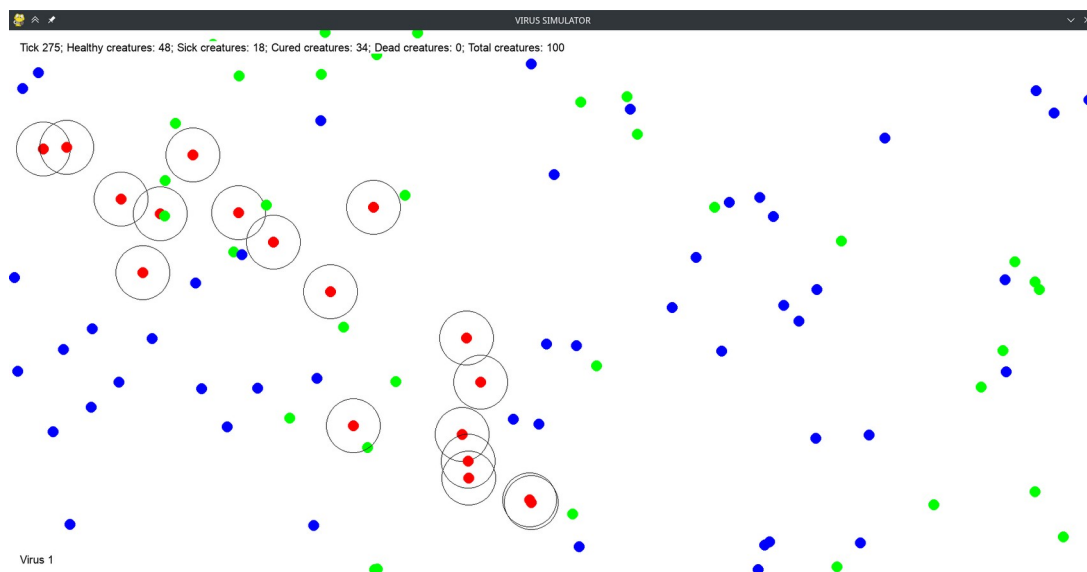 VIRUS SIMULATOR
Tick 275; Healthy creatures: 48; Sick creatures: 18; Cured creatures: 34; Dead creatures: 0; Total creatures: 100
Virus 1